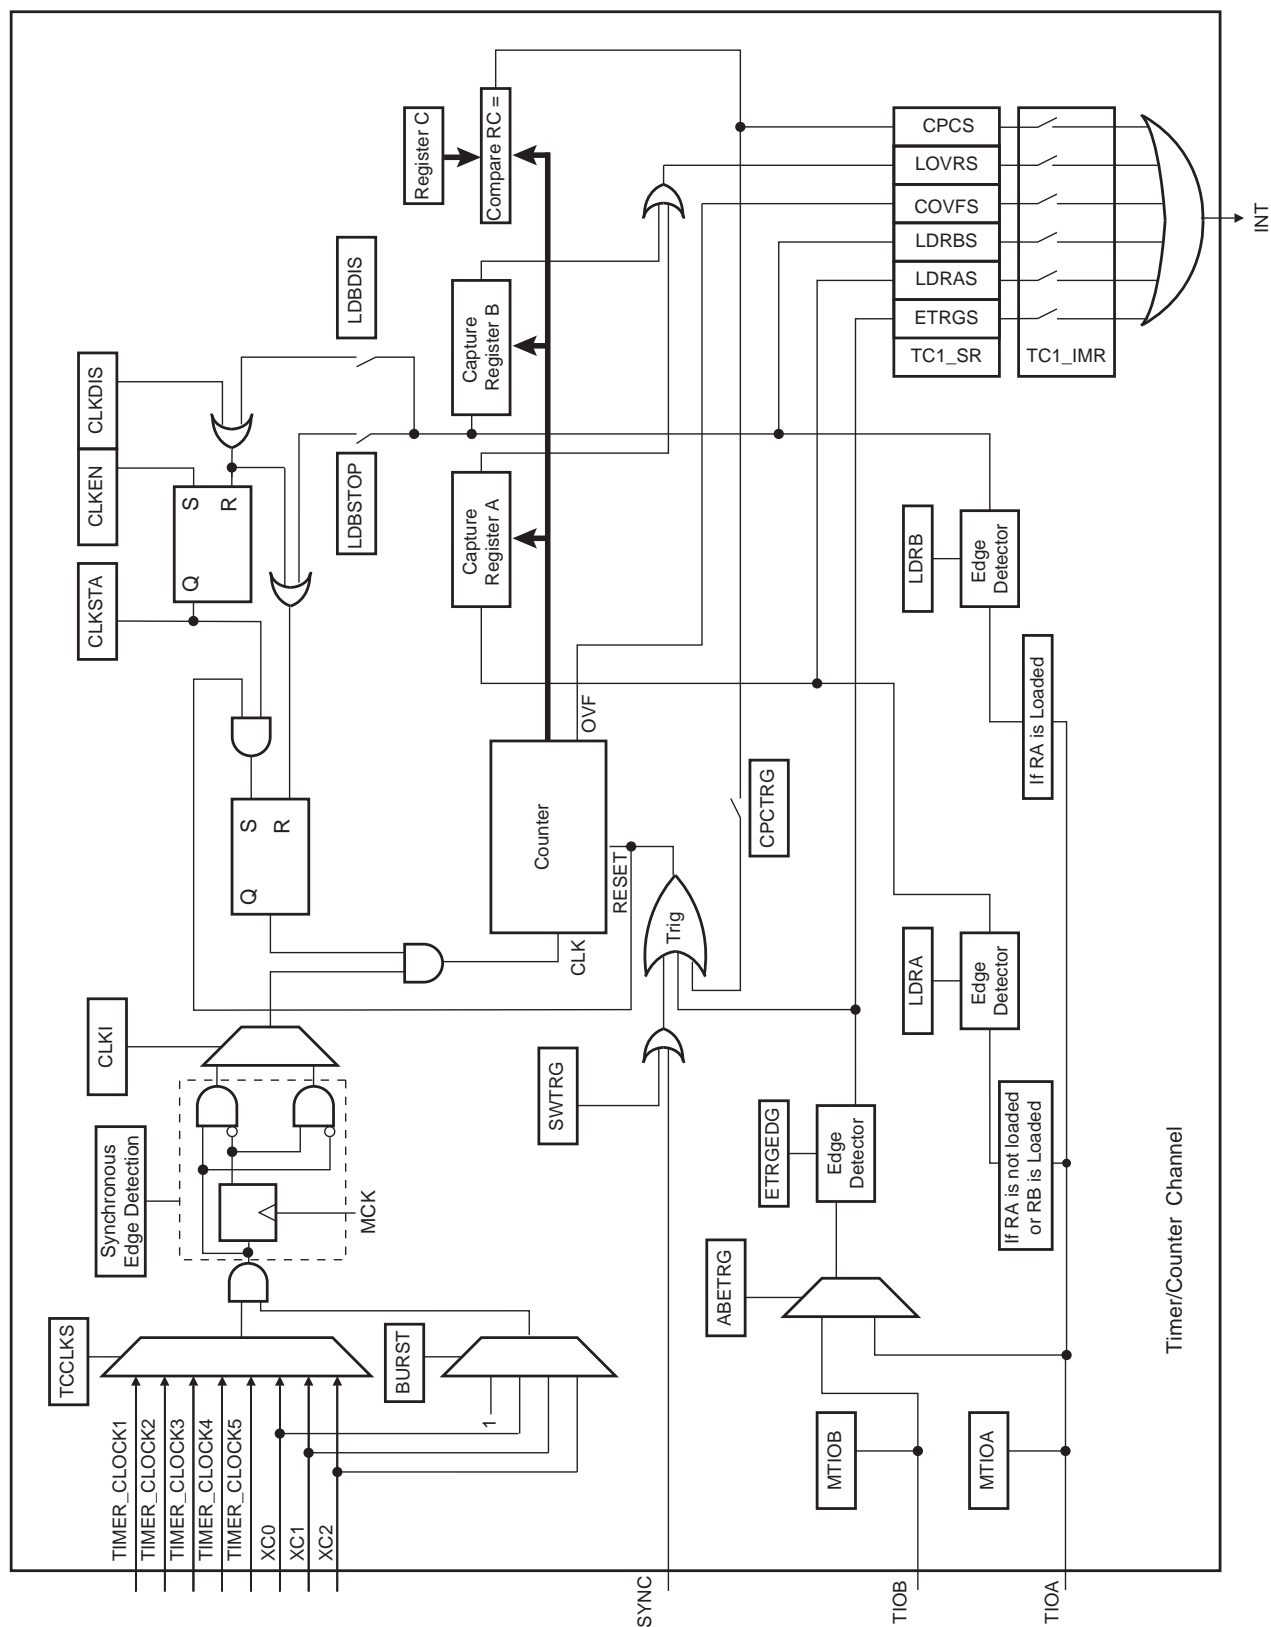 TCCLKS
TIMER_CLOCK1
TIMER_CLOCK2
TIMER_CLOCK3
TIMER_CLOCK4
TIMER_CLOCK5
XC0
XC1
XC2
BURST
1
Synchronous
Edge Detection
MCK
CLKI
CLKSTA
CLKEN
CLKDIS
Q
S
R
Q
S
R
LDBSTOP
LDBDIS
Register C
Capture
Register A
Capture
Register B
Compare RC =
Counter
CLK
OVF
RESET
SWTRG
SYNC
Trig
CPCTRG
ABETRG
ETRGEDG
Edge
Detector
MTIOB
TIOB
MTIOA
TIOA
LDRA
Edge
Detector
If RA is not loaded
or RB is Loaded
LDRB
Edge
Detector
If RA is Loaded
CPCS
LOVRS
COVFS
LDRBS
LDRAS
ETRGS
TC1_SR
TC1_IMR
INT
Timer/Counter Channel